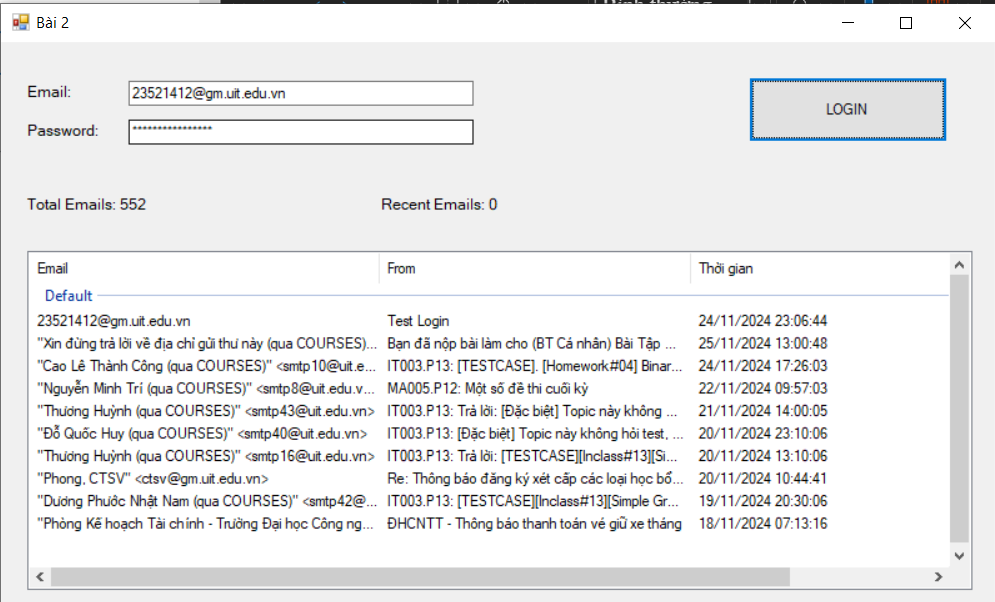 Bài 2
Email: 23521412@gm.uit.edu.vn
LOGIN
Password: ****************
Total Emails: 552 Recent Emails: 0
Email From Thời gian
Default
23521412@gm.uit.edu.vn Test Login 24/11/2024 23:06:44
"Xin đừng trả lời về địa chỉ gửi thư này (qua COURSES)... Bạn đã nộp bài làm cho (BT Cá nhân) Bài Tập ... 25/11/2024 13:00:48
"Cao Lê Thành Công (qua COURSES)" <smtp10@uit.e... IT003.P13: [TESTCASE]. [Homework#04] Binar... 24/11/2024 17:26:03
"Nguyễn Minh Trí (qua COURSES)" <smtp8@uit.edu.v... MA005.P12: Một số đề thi cuối kỳ 22/11/2024 09:57:03
"Thương Huỳnh (qua COURSES)" <smtp43@uit.edu.vn> IT003.P13: Trả lời: [Đặc biệt] Topic này không ... 21/11/2024 14:00:05
"Đỗ Quốc Huy (qua COURSES)" <smtp40@uit.edu.vn> IT003.P13: [Đặc biệt] Topic này không hỏi test, ... 20/11/2024 23:10:06
"Thương Huỳnh (qua COURSES)" <smtp16@uit.edu.vn> IT003.P13: Trả lời: [TESTCASE][Inclass#13][Si... 20/11/2024 13:10:06
"Phong, CTSV" <ctsv@gm.uit.edu.vn> Re: Thông báo đăng ký xét cấp các loại học bổ... 20/11/2024 10:44:41
"Dương Phước Nhật Nam (qua COURSES)" <smtp42@... IT003.P13: [TESTCASE][Inclass#13][Simple Gr... 19/11/2024 20:30:06
"Phòng Kế hoạch Tài chính - Trường Đại học Công ng... ĐHCNTT - Thông báo thanh toán vé giữ xe tháng 18/11/2024 07:13:16